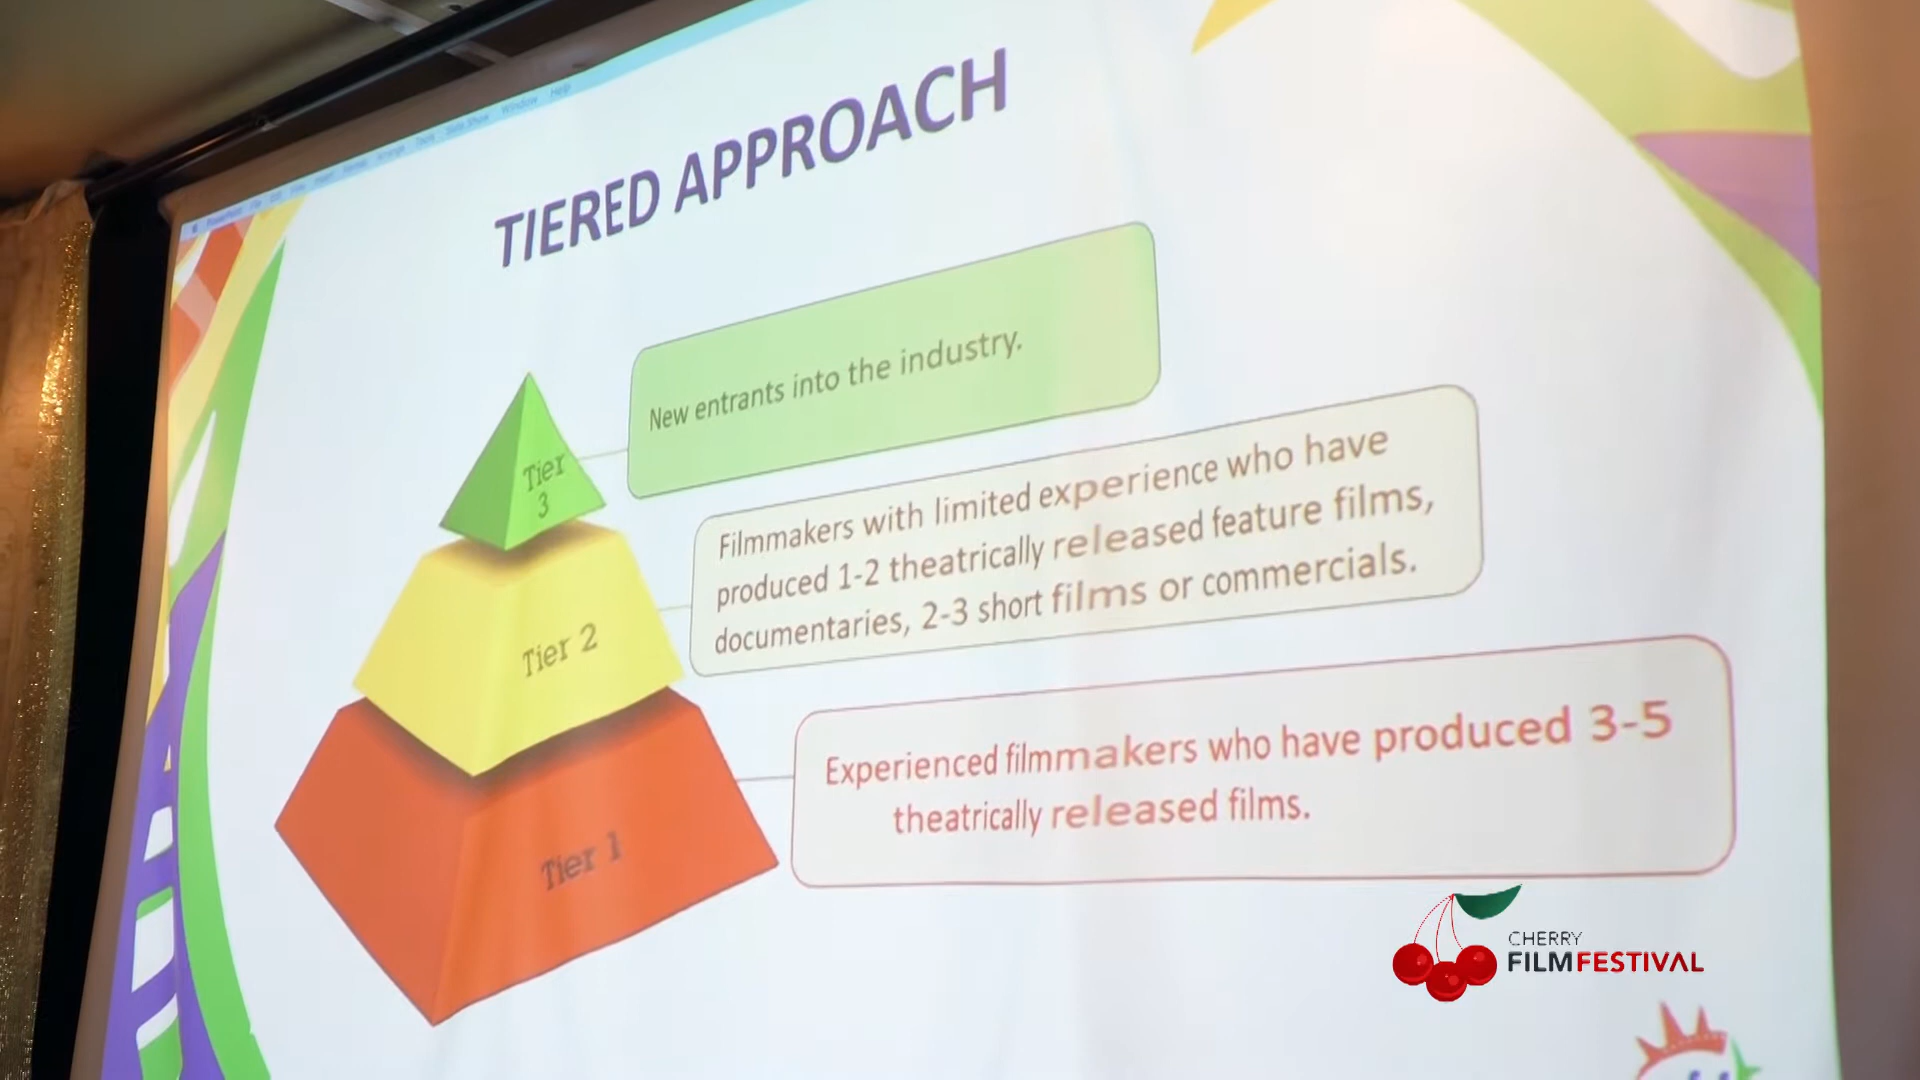 Window Help
TIERED APPROACH
New entrants into the industry.
Tier
3
Filmmakers with limited experience who have
produced 1-2 theatrically released feature films,
documentaries, 2-3 short films or commercials.
Tier 2
Experienced filmmakers who have produced 3-5
theatrically released films.
Tier 1
CHERRY
FILMFESTIVAL